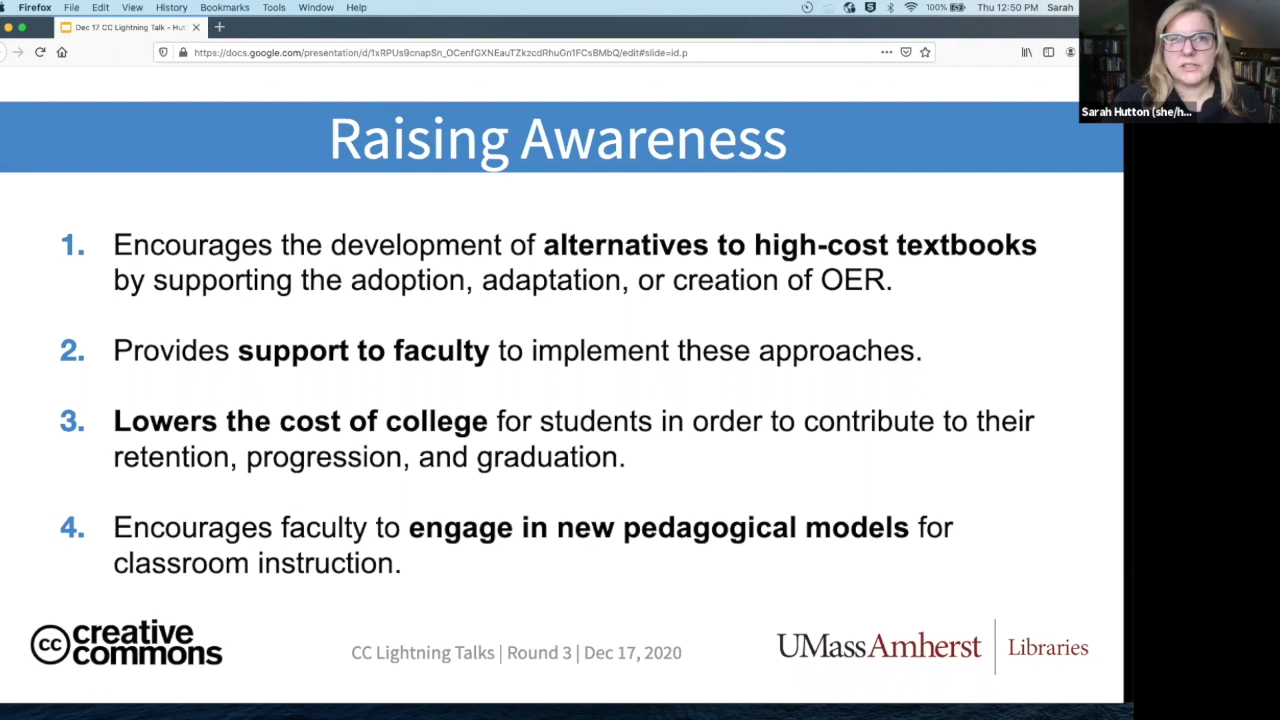 Firefox File Edit View History Bookmarks Tools Window Help 100% Thu 12:50 PM Sarah
Dec 17 CC Lightning Talk - Hu
https://docs.google.com/presentation/d/1xRPUs9cnapSn_OCenfGXNEauTZkzcdRhuGn1FCsBMbQ/edit#slide=id.p
Sarah Hutton (she/h...
Raising Awareness
1. Encourages the development of alternatives to high-cost textbooks
by supporting the adoption, adaptation, or creation of OER.
2. Provides support to faculty to implement these approaches.
3. Lowers the cost of college for students in order to contribute to their
retention, progression, and graduation.
4. Encourages faculty to engage in new pedagogical models for
classroom instruction.
cc creative
commons
CC Lightning Talks | Round 3 | Dec 17, 2020
UMassAmherst | Libraries